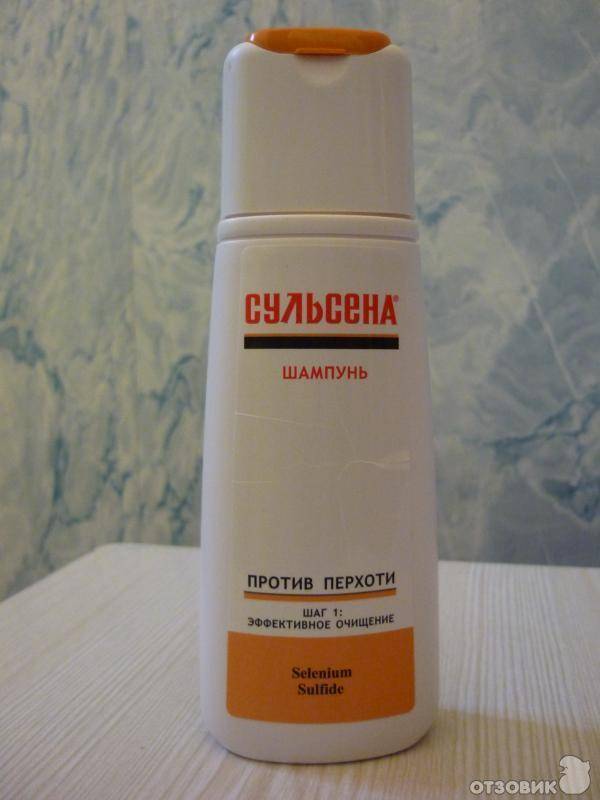 СУЛЬСЕНА®
ШАМПУНЬ
ПРОТИВ ПЕРХОТИ
ШАГ 1:
ЭФФЕКТИВНОЕ ОЧИЩЕНИЕ
Selenium
Sulfide
ОТЗОВИК